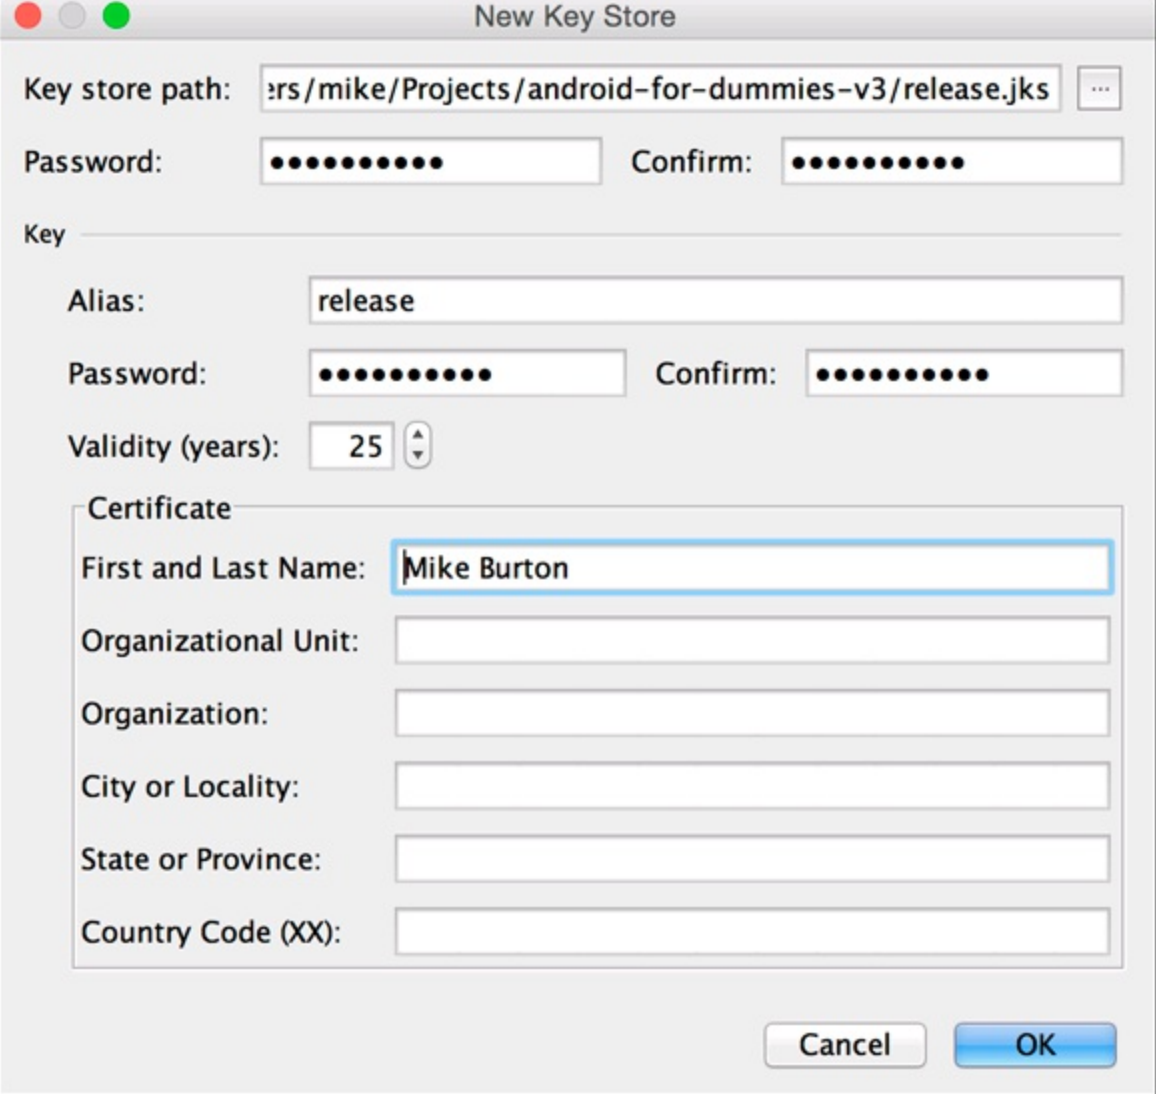 New Key Store
Key store path: ers/mike/Projects/android-for-dummies-v3/release.jks ...
Password: •••••••••• Confirm: ••••••••••
Key
Alias: release
Password: •••••••••• Confirm: ••••••••••
Validity (years): 25
Certificate
First and Last Name: Mike Burton
Organizational Unit:
Organization:
City or Locality:
State or Province:
Country Code (XX):
Cancel OK